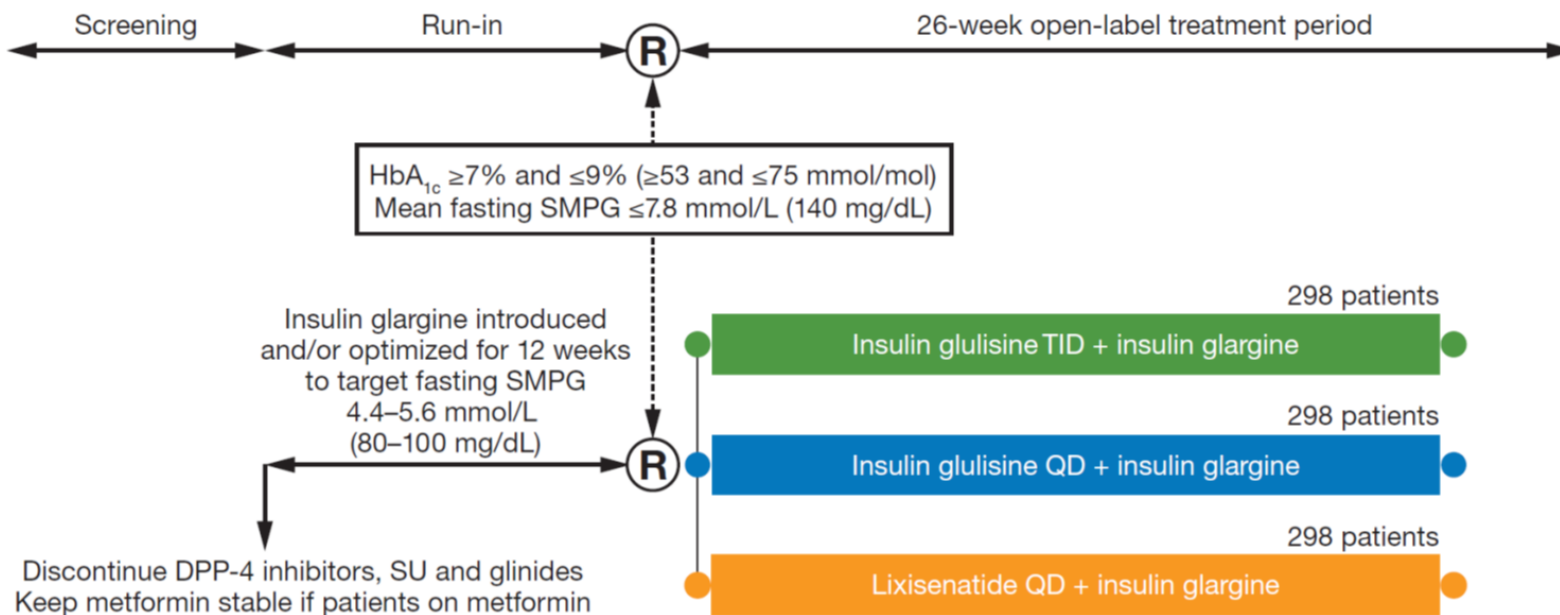 Screening
Run-in
26-week open-label treatment period
R
HbA1c ≥7% and ≤9% (≥53 and ≤75 mmol/mol)
Mean fasting SMPG ≤7.8 mmol/L (140 mg/dL)
Insulin glargine introduced
and/or optimized for 12 weeks
to target fasting SMPG
4.4–5.6 mmol/L
(80–100 mg/dL)
R
Discontinue DPP-4 inhibitors, SU and glinides
Keep metformin stable if patients on metformin
298 patients
Insulin glulisine TID + insulin glargine
298 patients
Insulin glulisine QD + insulin glargine
298 patients
Lixisenatide QD + insulin glargine